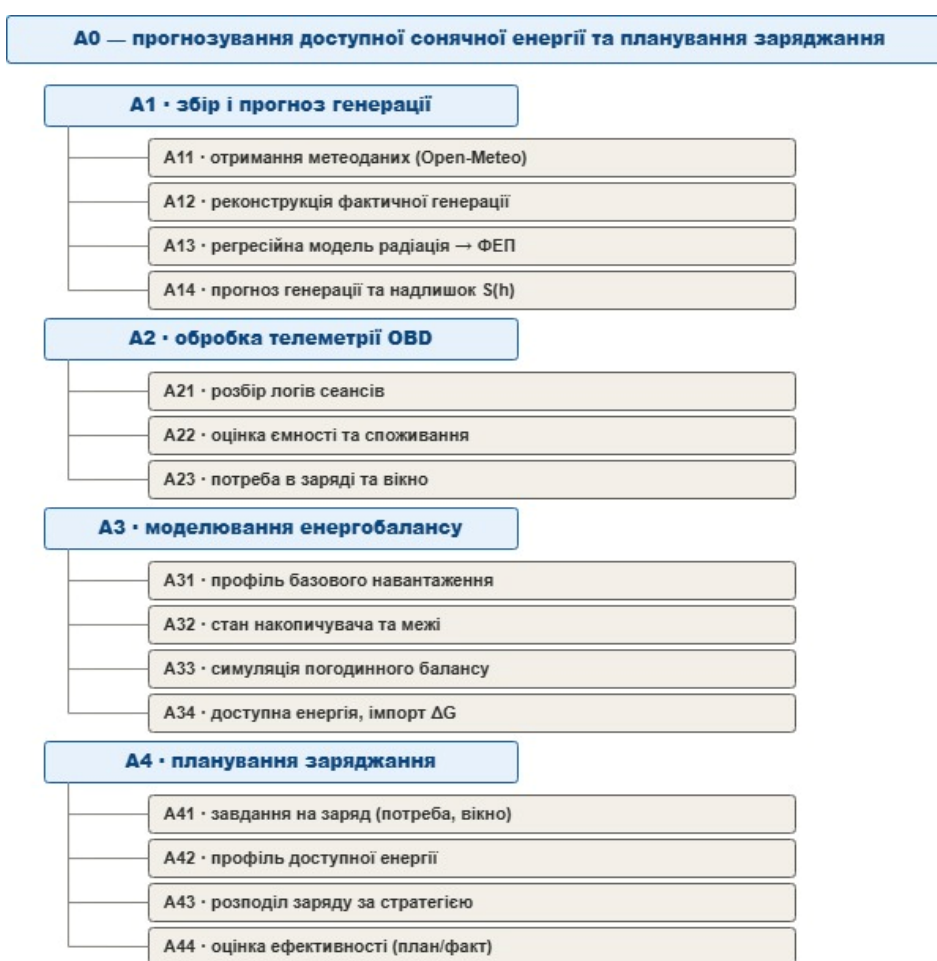 A0 — прогнозування доступної сонячної енергії та планування заряджання
A1 · збір і прогноз генерації
A11 · отримання метеоданих (Open-Meteo)
A12 · реконструкція фактичної генерації
A13 · регресійна модель радіація → ФЕП
A14 · прогноз генерації та надлишок S(h)
A2 · обробка телеметрії OBD
A21 · розбір логів сеансів
A22 · оцінка ємності та споживання
A23 · потреба в заряді та вікно
A3 · моделювання енергобалансу
A31 · профіль базового навантаження
A32 · стан накопичувача та межі
A33 · симуляція погодинного балансу
A34 · доступна енергія, імпорт ΔG
A4 · планування заряджання
A41 · завдання на заряд (потреба, вікно)
A42 · профіль доступної енергії
A43 · розподіл заряду за стратегією
A44 · оцінка ефективності (план/факт)